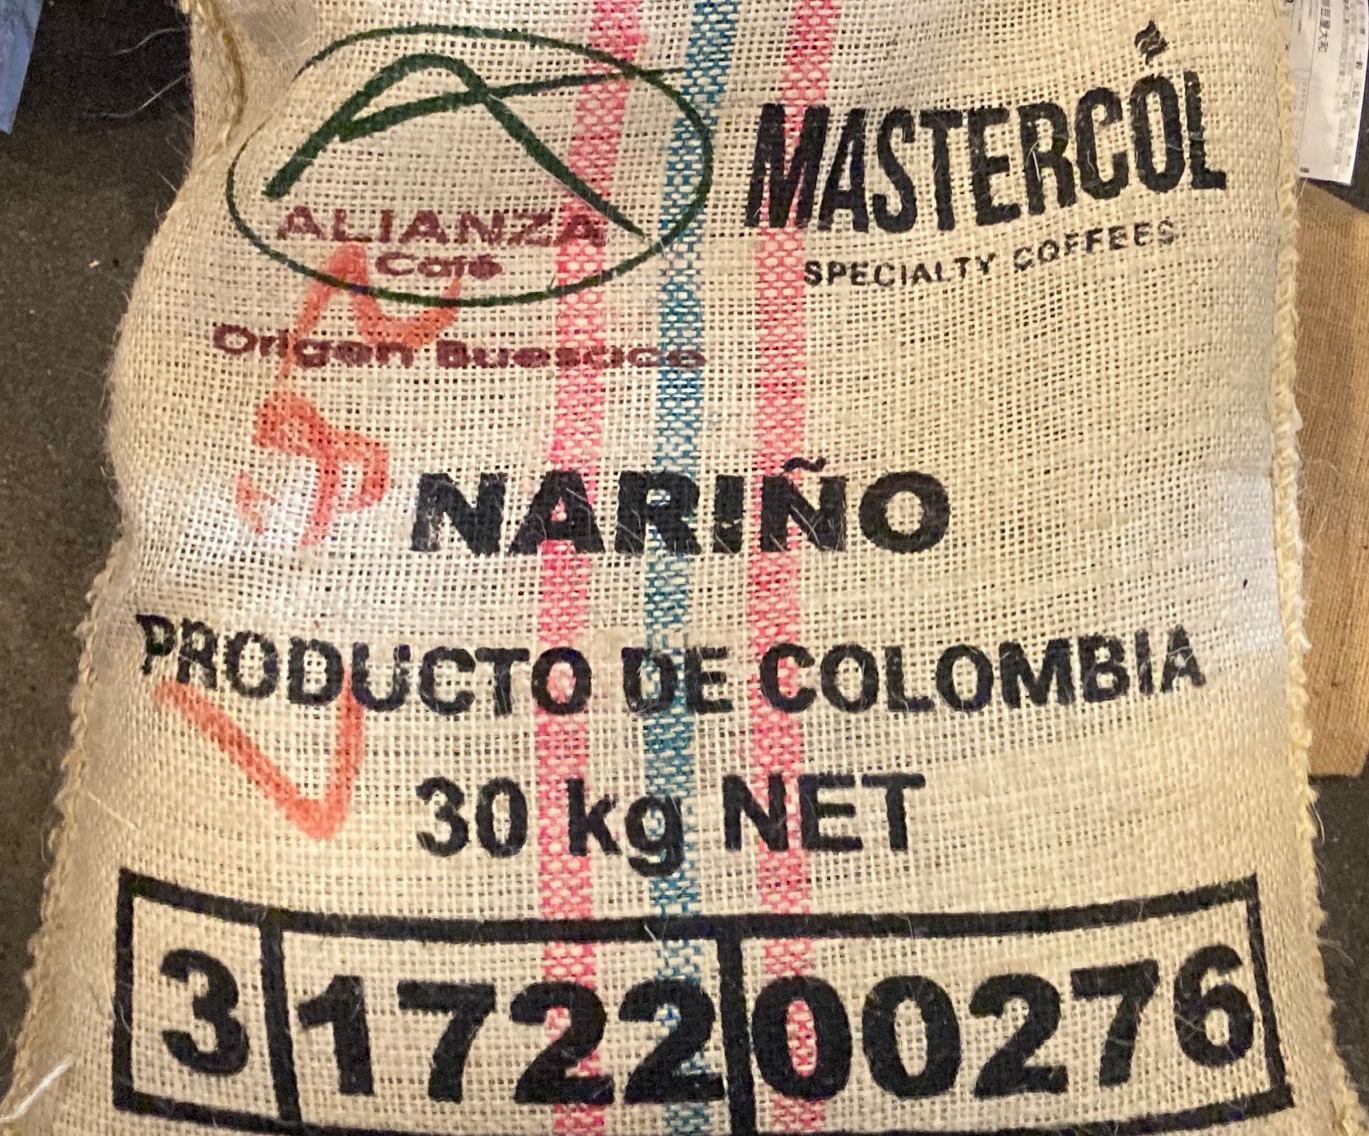 ALIANZA
Café
Origen Buesaco
MASTERCOL
SPECIALTY COFFEES
NARIÑO
PRODUCTO DE COLOMBIA
30 kg NET
3 1722 00276